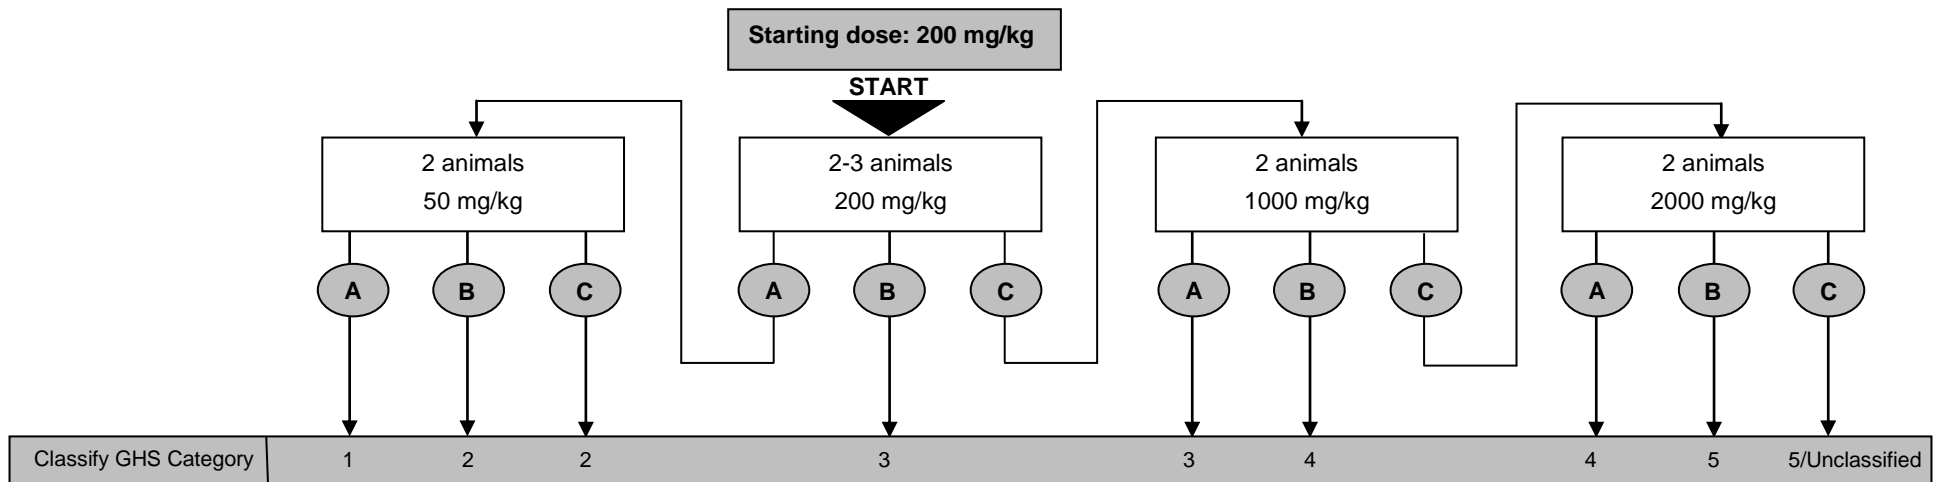 Starting dose: 200 mg/kg
START
2 animals
50 mg/kg
2-3 animals
200 mg/kg
2 animals
1000 mg/kg
2 animals
2000 mg/kg
A B C A B C A B C A B C
Classify GHS Category 1 2 2 3 3 4 4 5 5/Unclassified